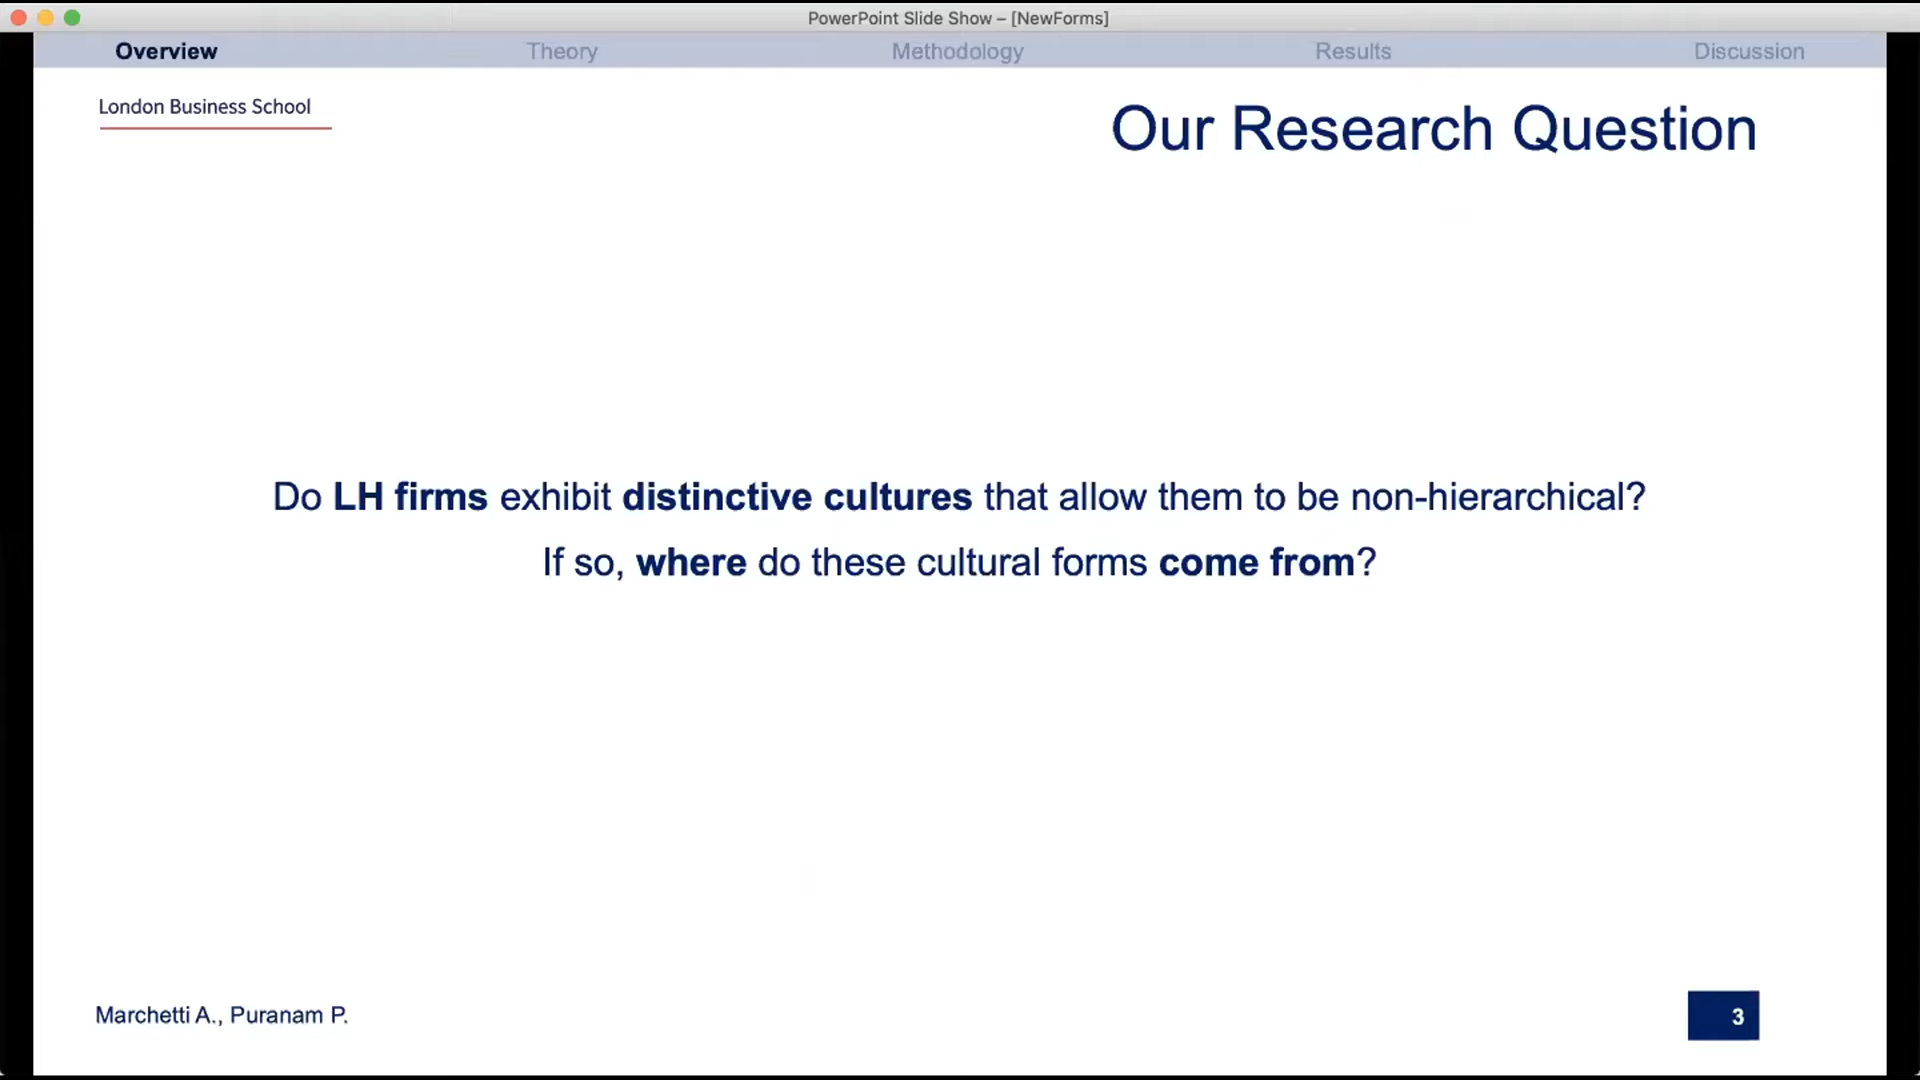 PowerPoint Slide Show – [NewForms]
Overview Theory Methodology Results Discussion
London Business School
Our Research Question
Do LH firms exhibit distinctive cultures that allow them to be non-hierarchical?
If so, where do these cultural forms come from?
Marchetti A., Puranam P.
3